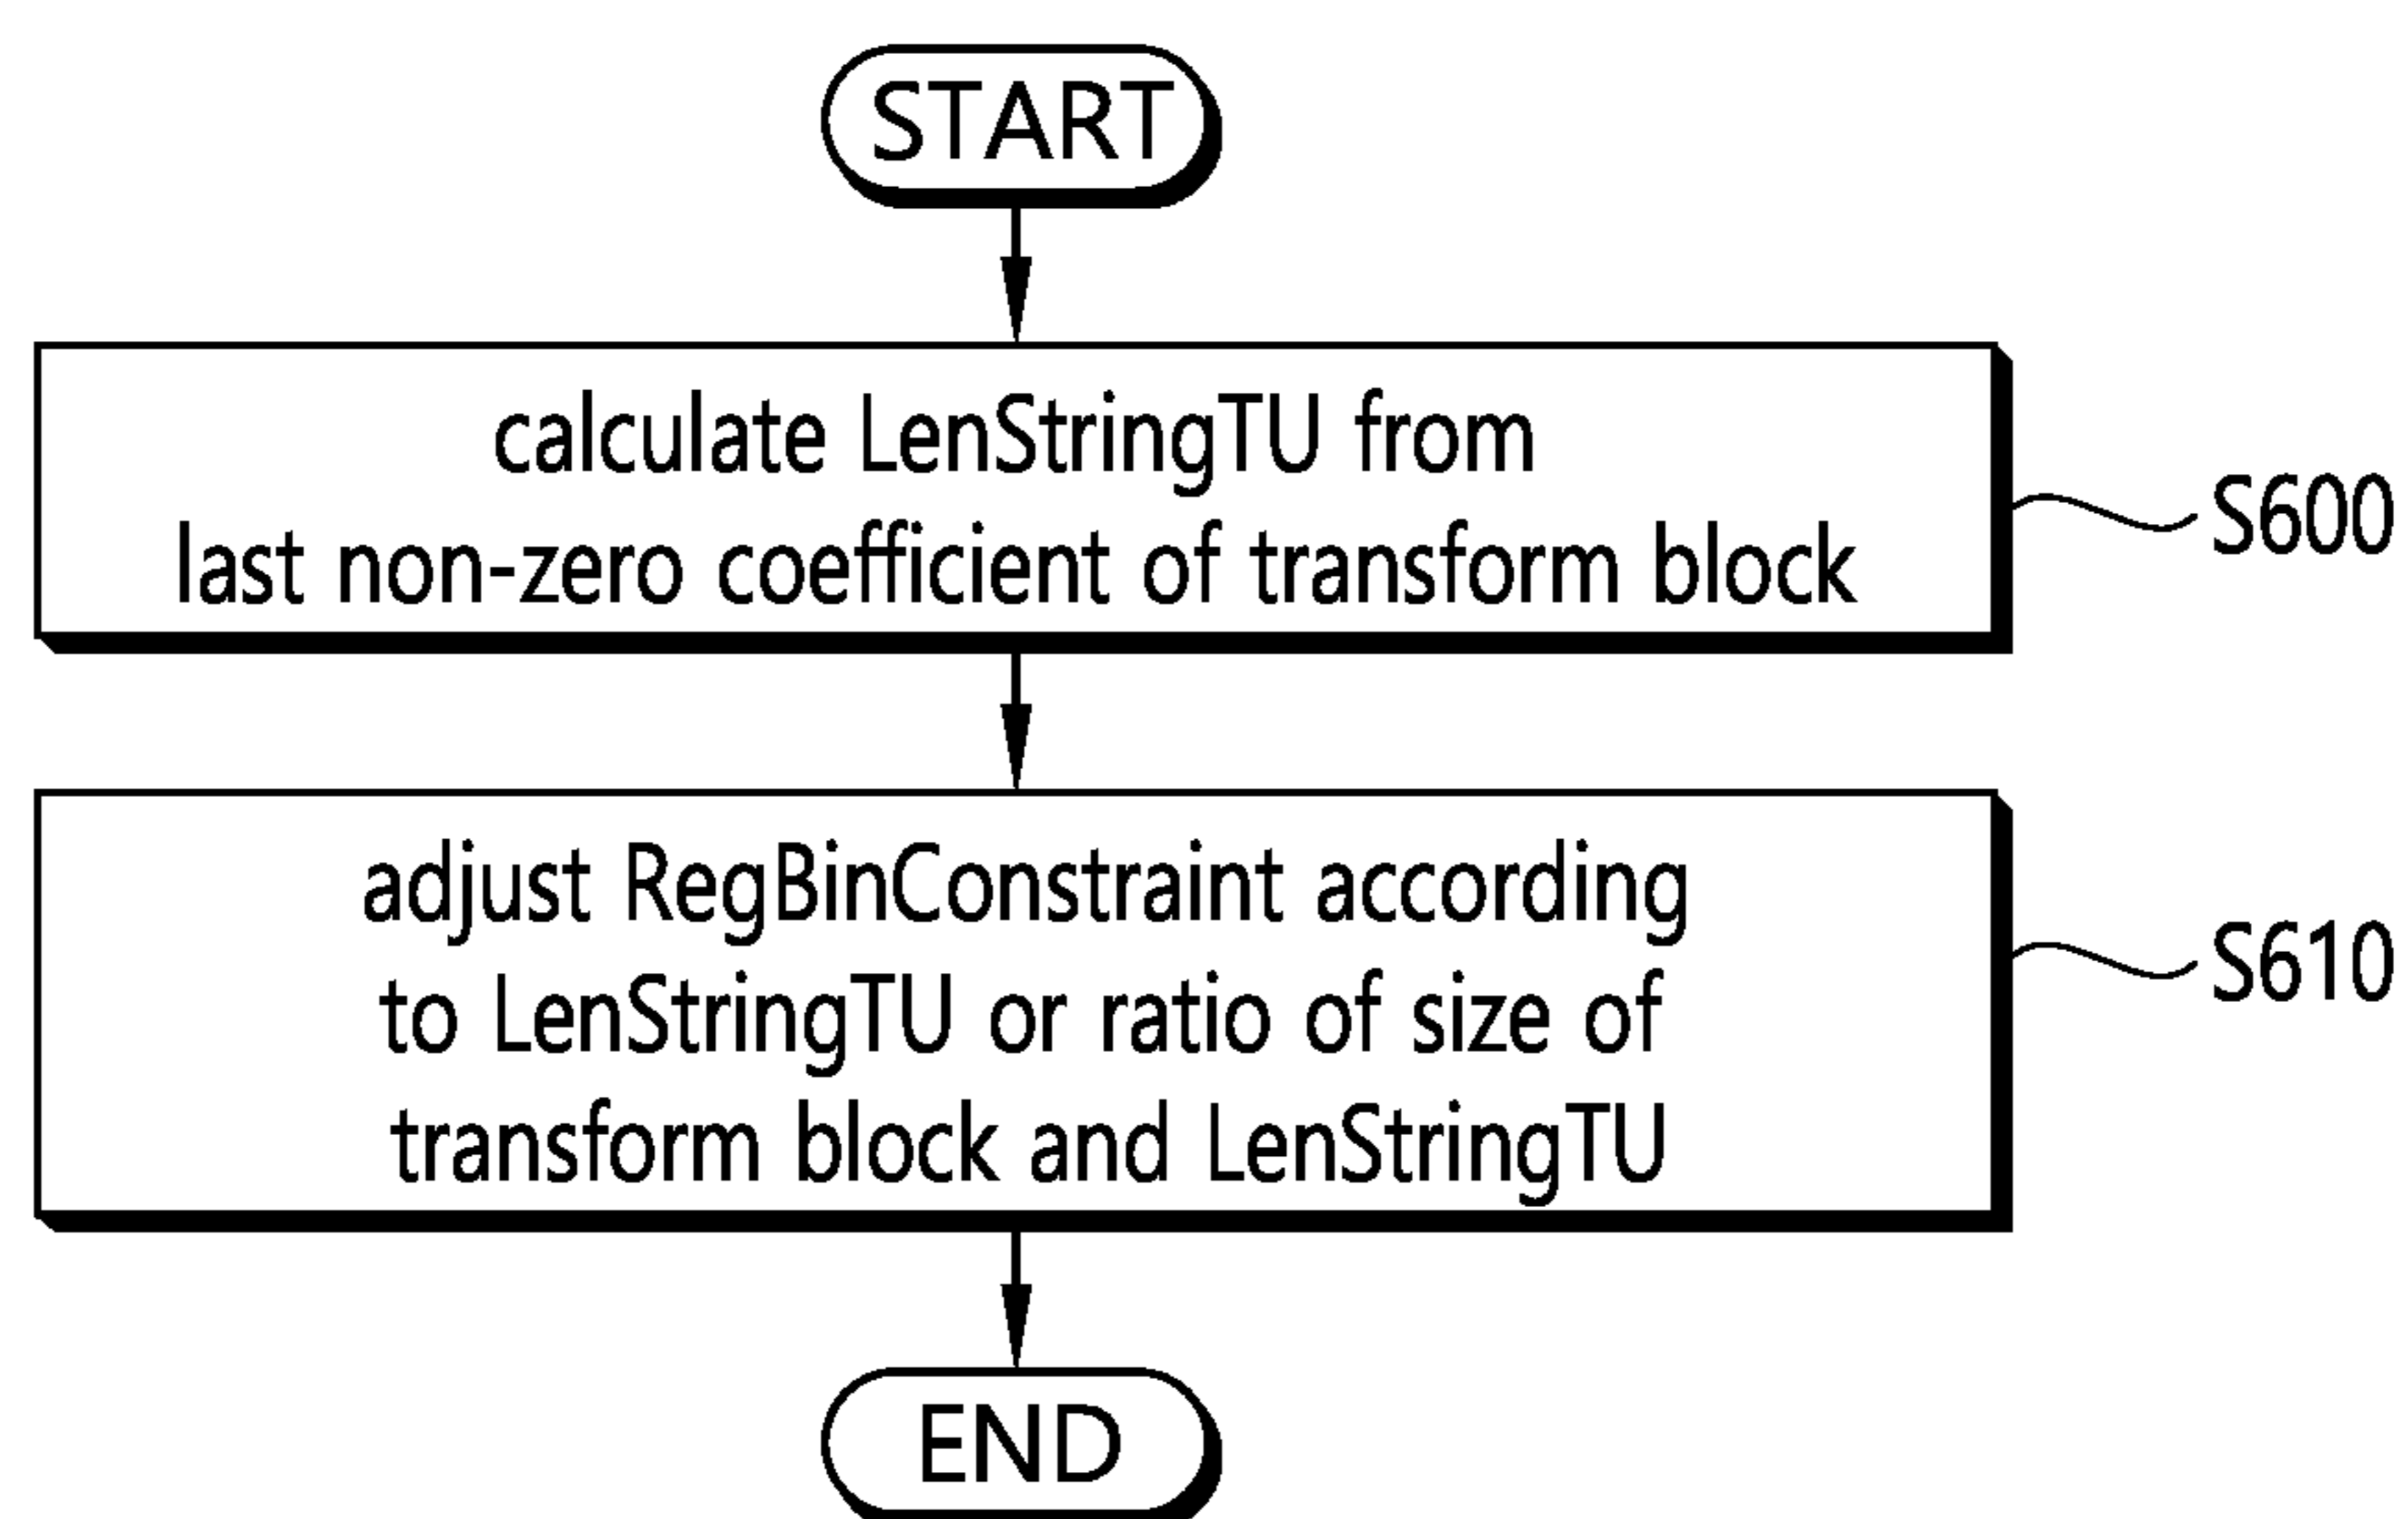 START
calculate LenStringTU from
last non-zero coefficient of transform block
S600
adjust RegBinConstraint according
to LenStringTU or ratio of size of
transform block and LenStringTU
S610
END